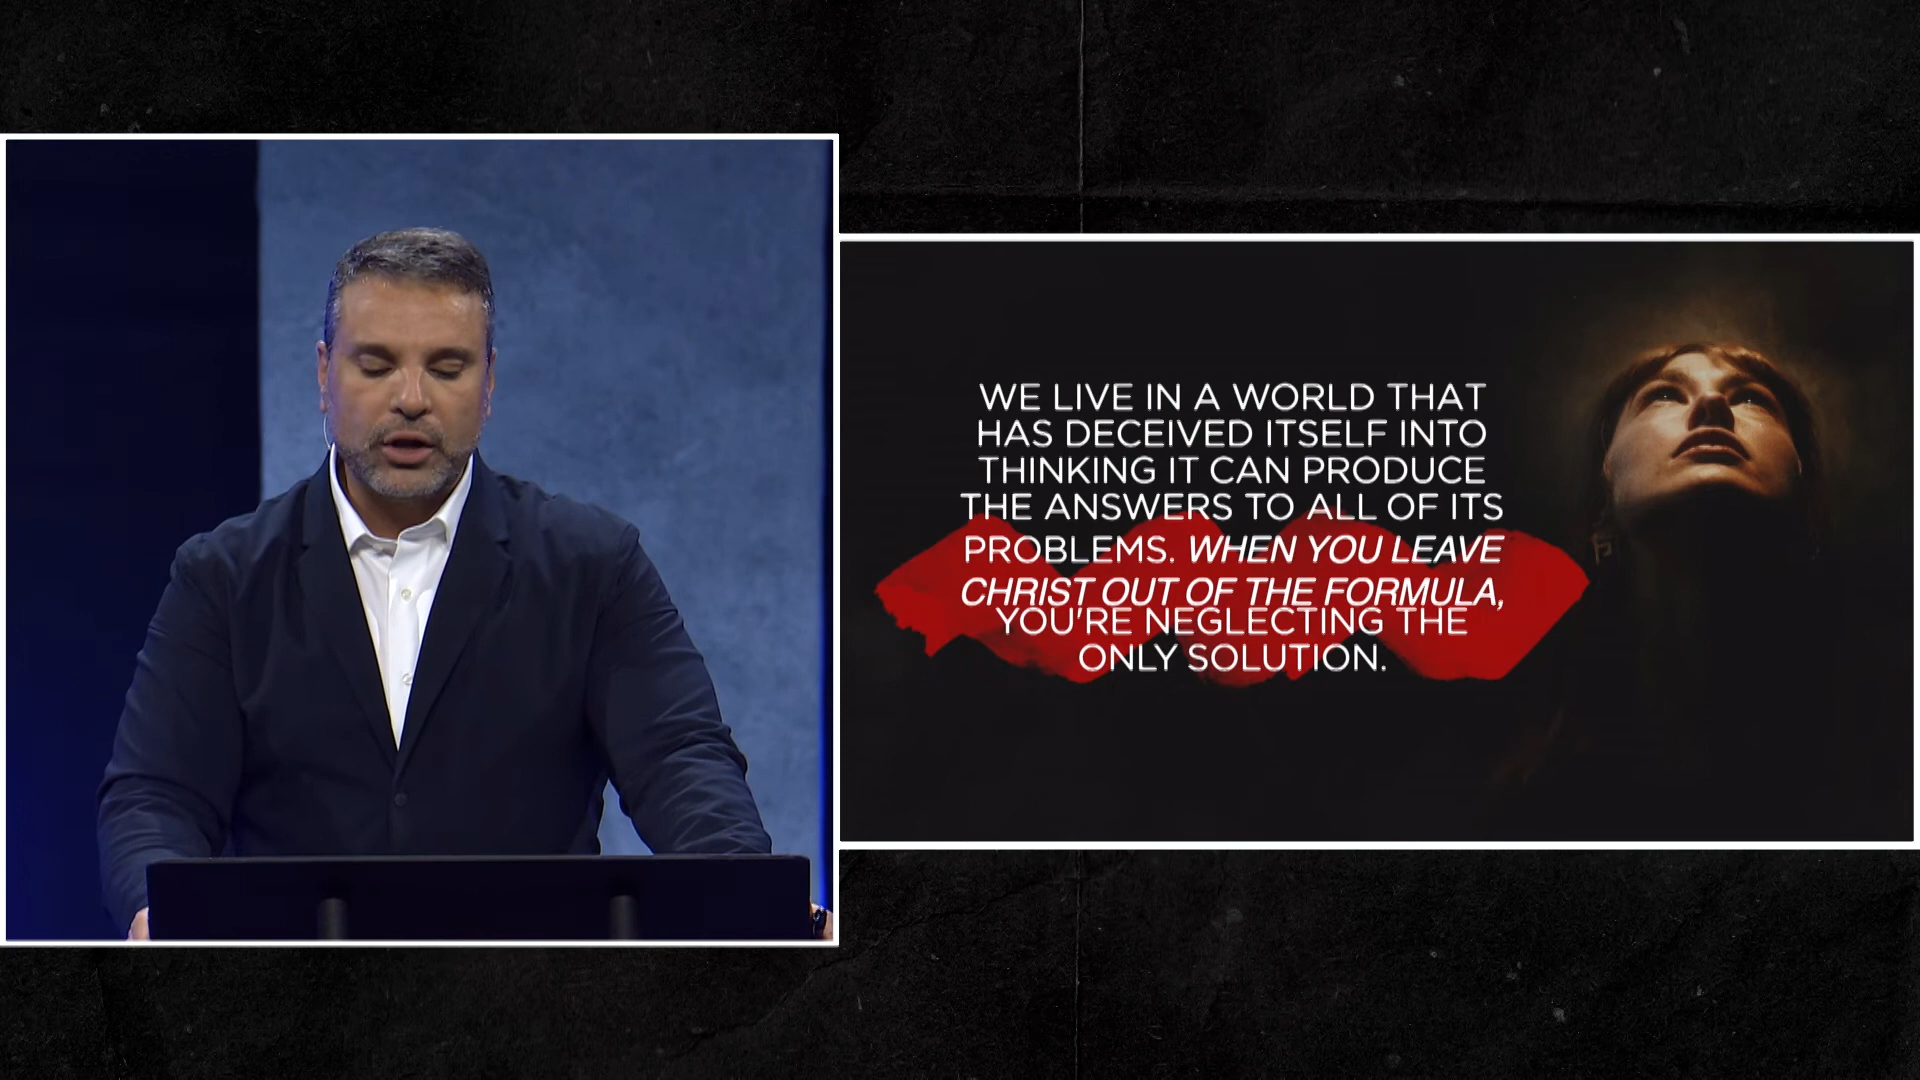 WE LIVE IN A WORLD THAT
HAS DECEIVED ITSELF INTO
THINKING IT CAN PRODUCE
THE ANSWERS TO ALL OF ITS
PROBLEMS. WHEN YOU LEAVE
CHRIST OUT OF THE FORMULA,
YOU'RE NEGLECTING THE
ONLY SOLUTION.